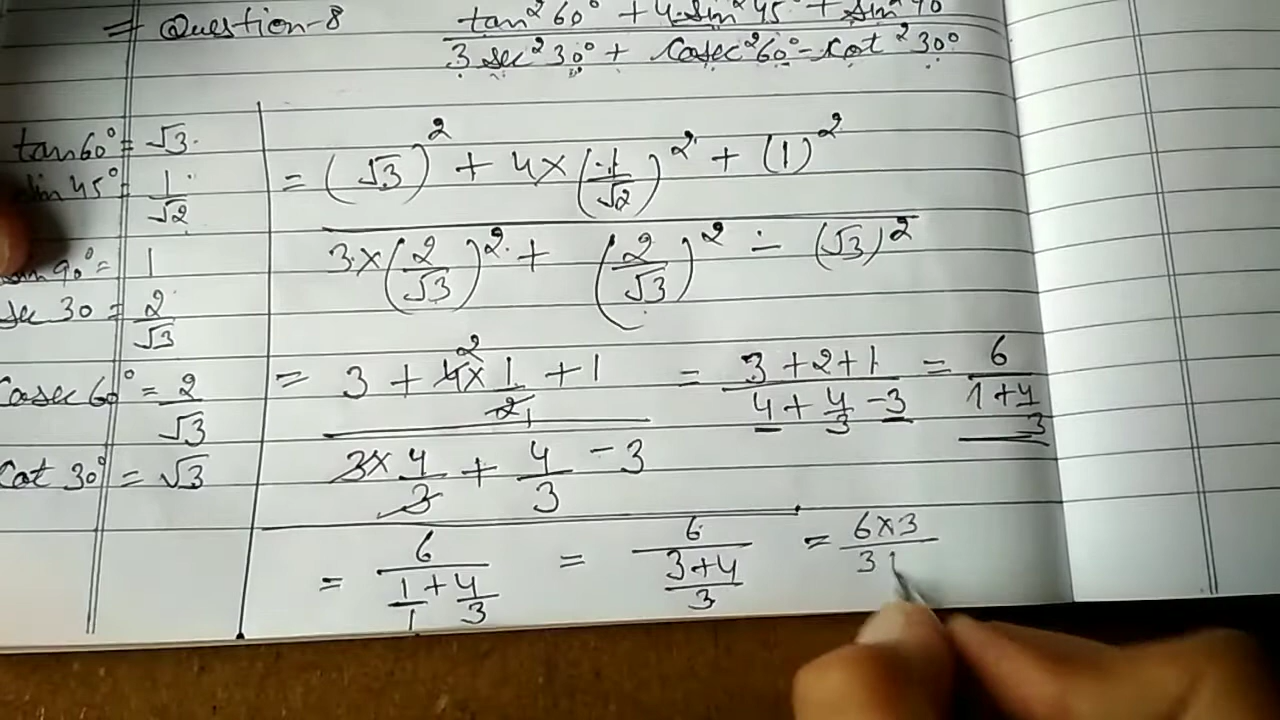 ⇒ Question-8
tan²60° + 4sin²45° + sin²90°
3 sec²30° + Cosec²60° - Cot²30°
tan60° = √3
sin 45° = 1/√2
sin 90° = 1
sec 30 = 2/√3
Cosec 60° = 2/√3
Cot 30° = √3
= (√3)² + 4×(1/√2)² + (1)²
3×(2/√3)² + (2/√3)² - (√3)²
= 3 + 4×1/2 + 1 2 1 = 3+2+1 = 6
3×4/3 + 4/3 - 3 4 + 4/3 - 3 1+4/3
= 6 = 6 = 6×3
1/1 + 4/3 3+4/3 3